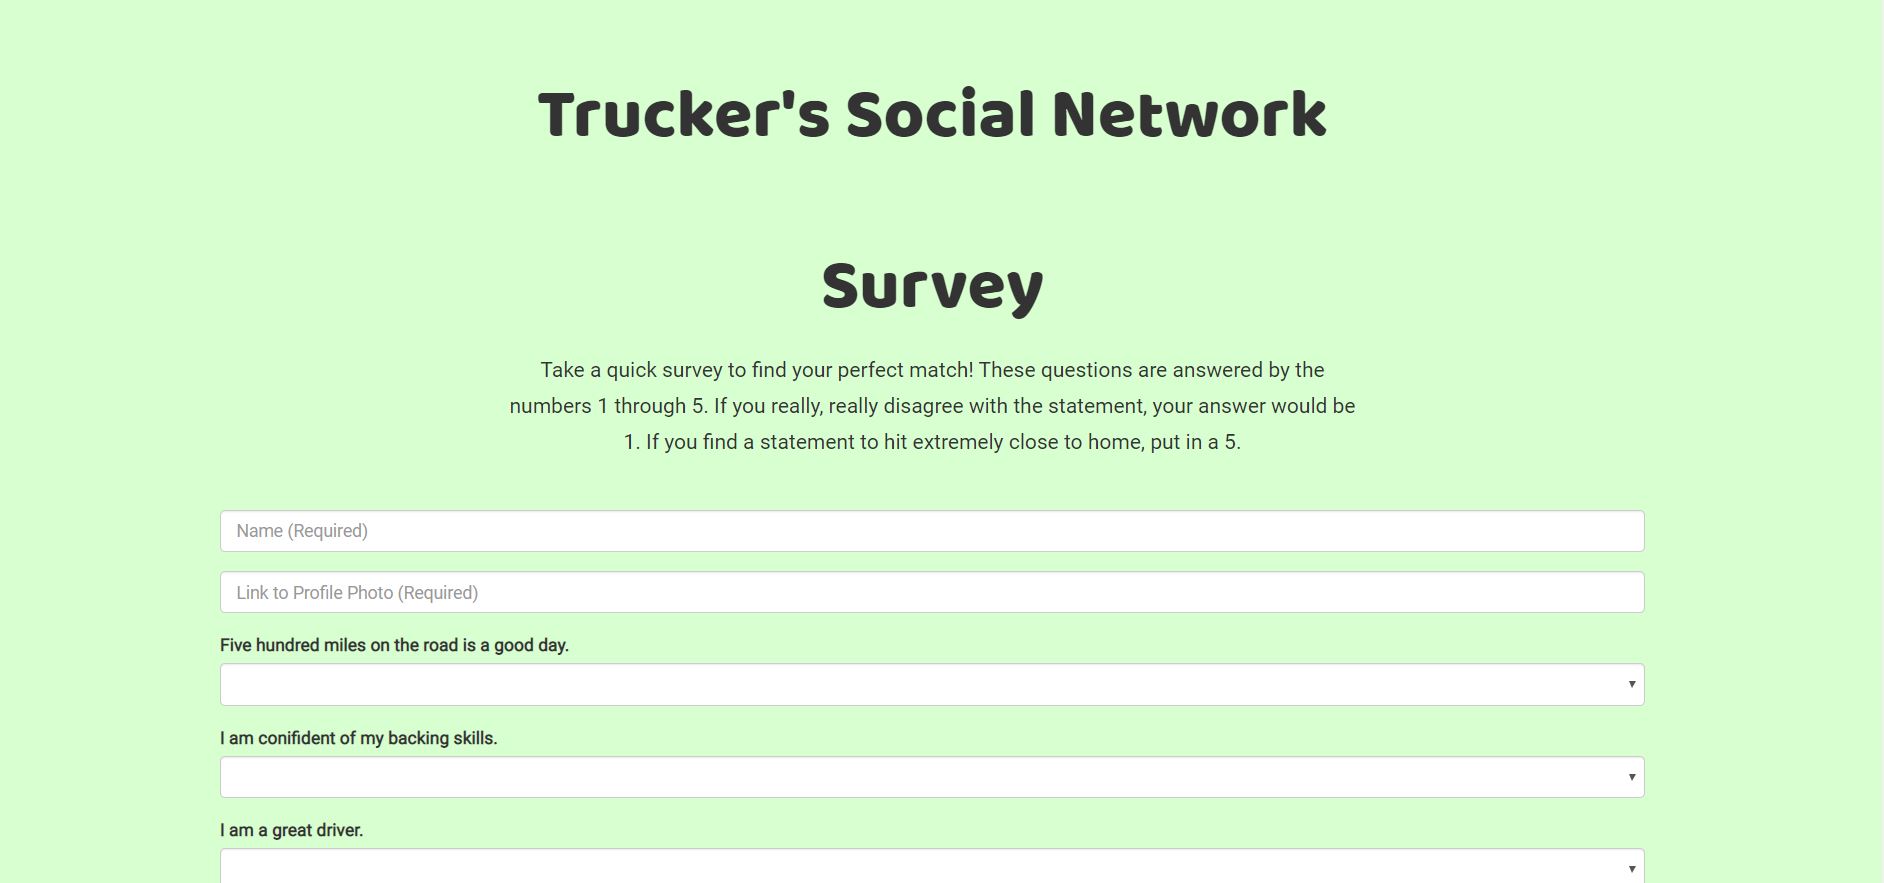 Trucker's Social Network
Survey
Take a quick survey to find your perfect match! These questions are answered by the
numbers 1 through 5. If you really, really disagree with the statement, your answer would be
1. If you find a statement to hit extremely close to home, put in a 5.
Name (Required)
Link to Profile Photo (Required)
Five hundred miles on the road is a good day.
I am conifident of my backing skills.
I am a great driver.